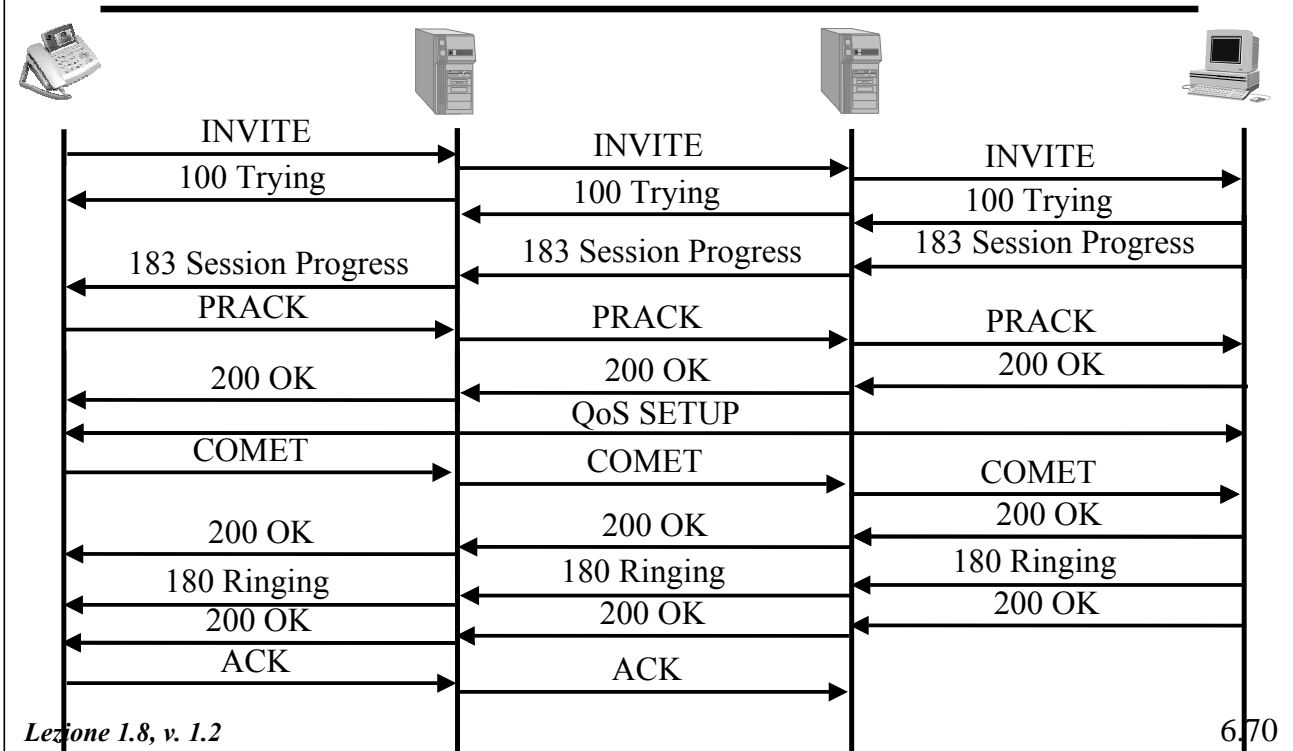 INVITE
INVITE
INVITE
100 Trying
100 Trying
100 Trying
183 Session Progress
183 Session Progress
183 Session Progress
PRACK
PRACK
PRACK
200 OK
200 OK
200 OK
QoS SETUP
COMET
COMET
COMET
200 OK
200 OK
200 OK
180 Ringing
180 Ringing
180 Ringing
200 OK
200 OK
200 OK
ACK
ACK
Lezione 1.8, v. 1.2
6.70